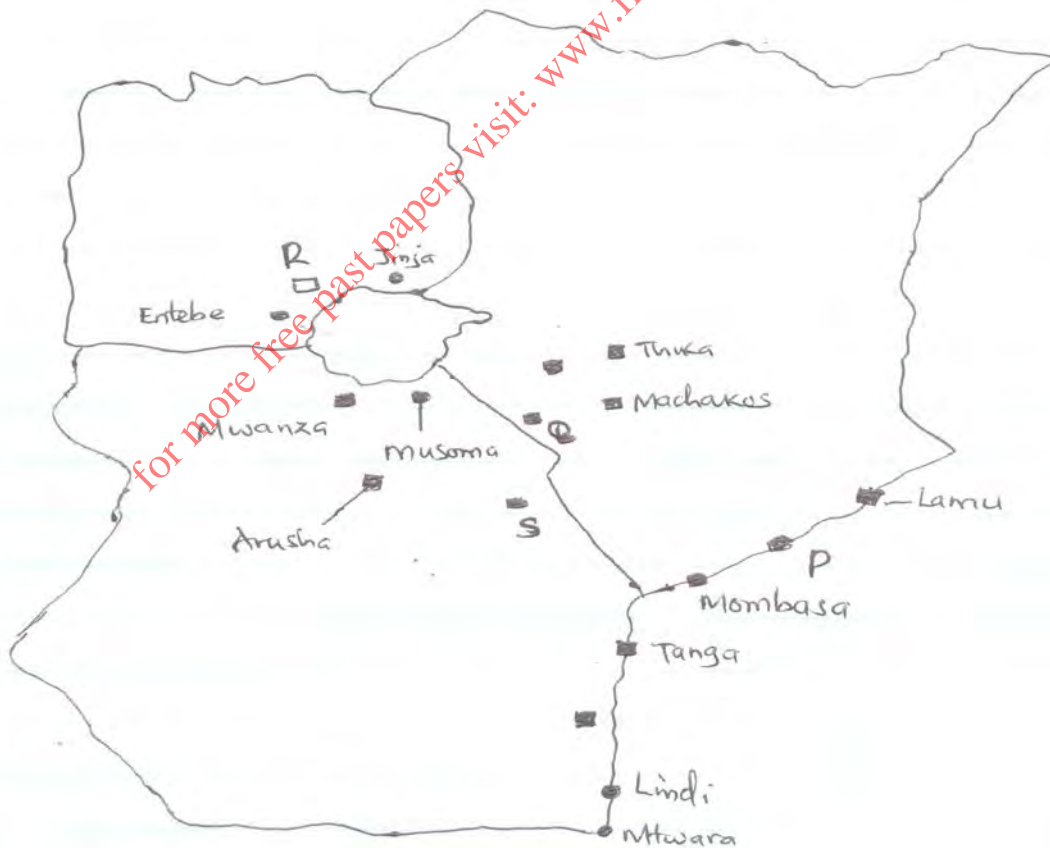 for more free past papers visit: www.
R
Jinja
Entebe
Thika
Machakos
Mwanza
Musoma
Q
Arusha
S
Lamu
P
Mombasa
Tanga
Lindi
Mtwara